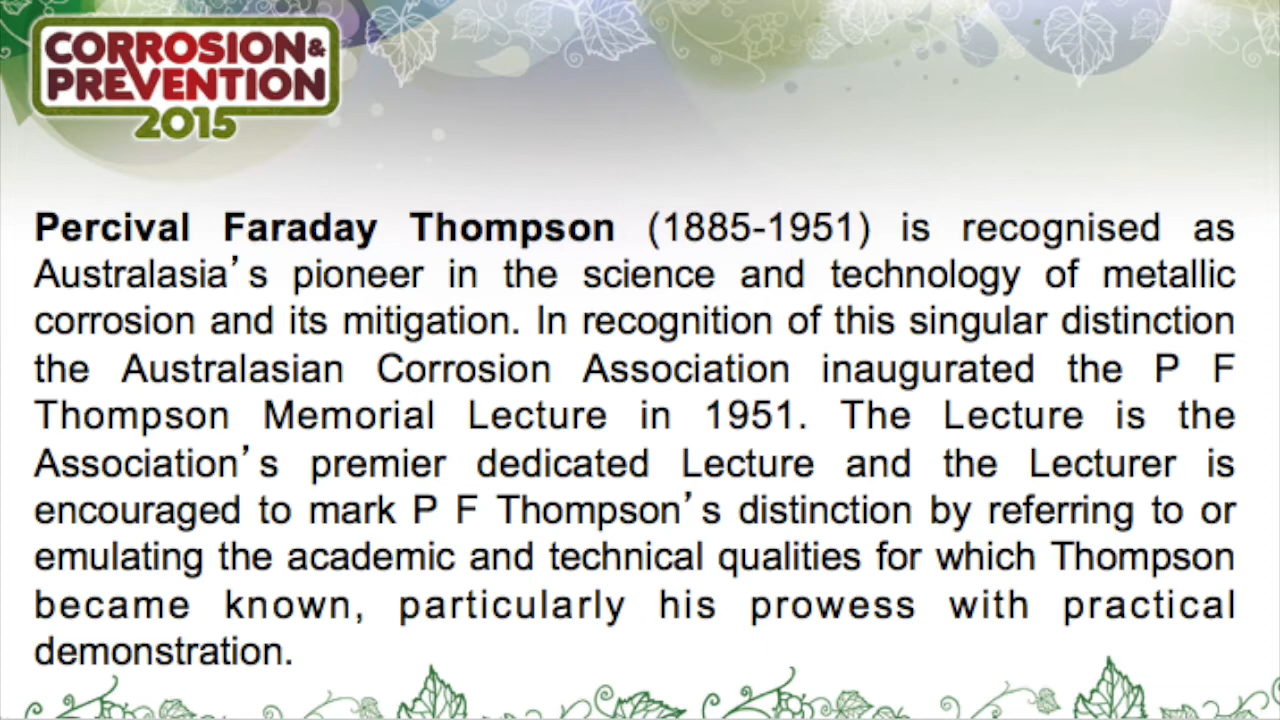 CORROSION&
PREVENTION
2015
Percival Faraday Thompson (1885-1951) is recognised as
Australasia’s pioneer in the science and technology of metallic
corrosion and its mitigation. In recognition of this singular distinction
the Australasian Corrosion Association inaugurated the P F
Thompson Memorial Lecture in 1951. The Lecture is the
Association’s premier dedicated Lecture and the Lecturer is
encouraged to mark P F Thompson’s distinction by referring to or
emulating the academic and technical qualities for which Thompson
became known, particularly his prowess with practical
demonstration.